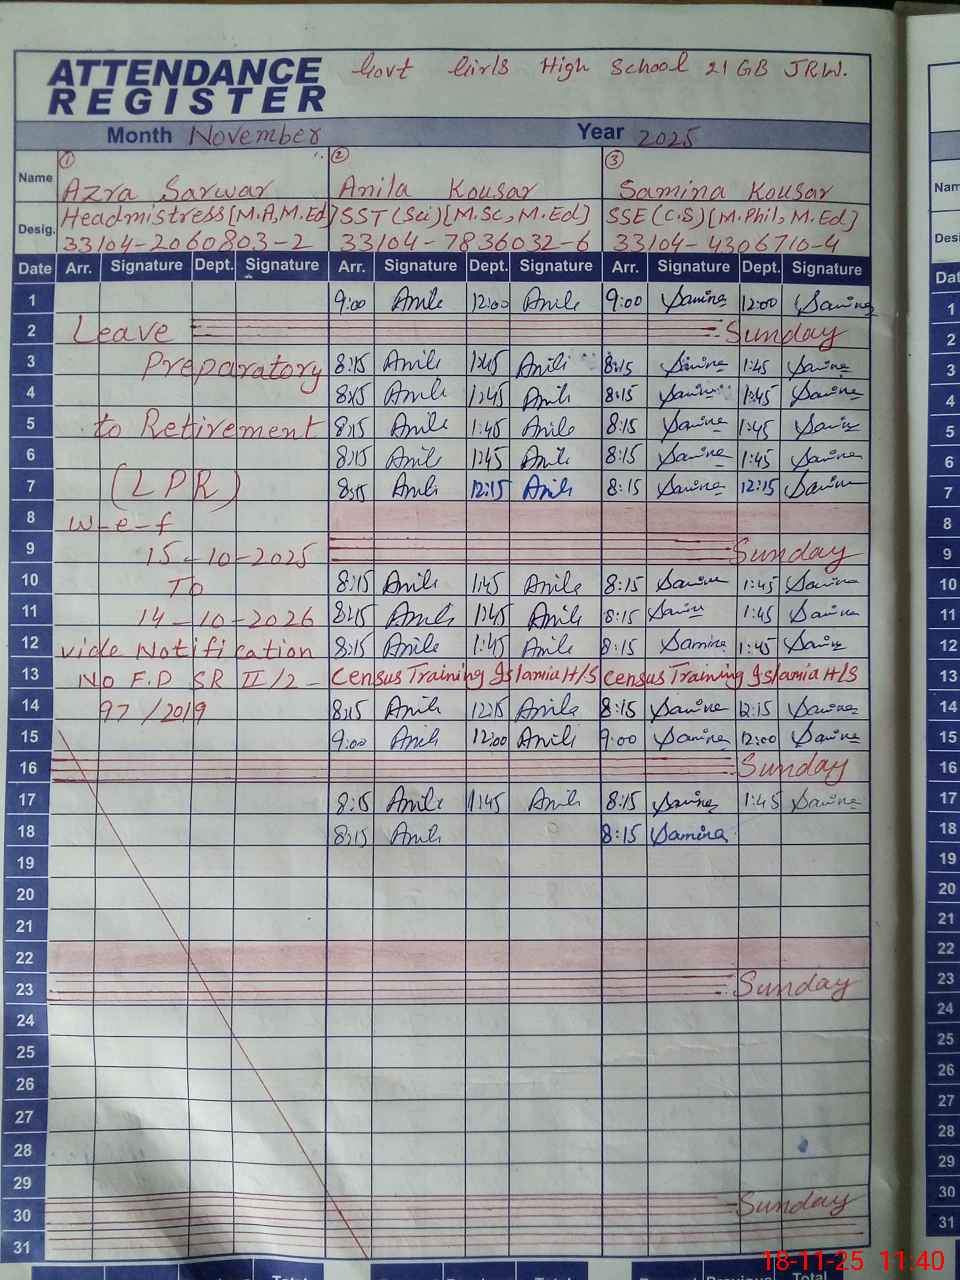 ATTENDANCE REGISTER
Govt Girls High School 21 GB JRW.
Month November Year 2025
Name ① Azra Sarwar ② Anila Kousar ③ Samina Kousar
Desig. Headmistress [M.A, M.Ed] SST (Sci) [M.Sc, M.Ed] SSE (C.S) [M.Phil, M.Ed]
33104-2060803-2 33104-7836032-6 33104-4306710-4
Date Arr. Signature Dept. Signature Arr. Signature Dept. Signature Arr. Signature Dept. Signature
1 9:00 Anila 12:00 Anila 9:00 Samina 12:00 Samina
2 Leave Sunday
3 Preparatory 8:15 Anila 1:45 Anila 8:15 Samina 1:45 Samina
4 8:15 Anila 1:45 Anila 8:15 Samina 1:45 Samina
5 to Retirement 8:15 Anila 1:45 Anila 8:15 Samina 1:45 Samina
6 8:15 Anila 1:45 Anila 8:15 Samina 1:45 Samina
7 (LPR) 8:15 Anila 12:15 Anila 8:15 Samina 12:15 Samina
8 w-e-f
9 15-10-2025 Sunday
10 To 8:15 Anila 1:45 Anila 8:15 Samina 1:45 Samina
11 14-10-2026 8:15 Anila 1:45 Anila 8:15 Samina 1:45 Samina
12 vide Notification 8:15 Anila 1:45 Anila 8:15 Samina 1:45 Samina
13 NO F.D SR II/2- Census Training Islamia H/S Census Training Islamia H/S
14 97/2019 8:15 Anila 12:15 Anila 8:15 Samina 12:15 Samina
15 9:00 Anila 12:00 Anila 9:00 Samina 12:00 Samina
16 Sunday
17 8:15 Anila 1:45 Anila 8:15 Samina 1:45 Samina
18 8:15 Anila 8:15 Samina
19
20
21
22
23 Sunday
24
25
26
27
28
29
30 Sunday
31
18-11-25 11:40